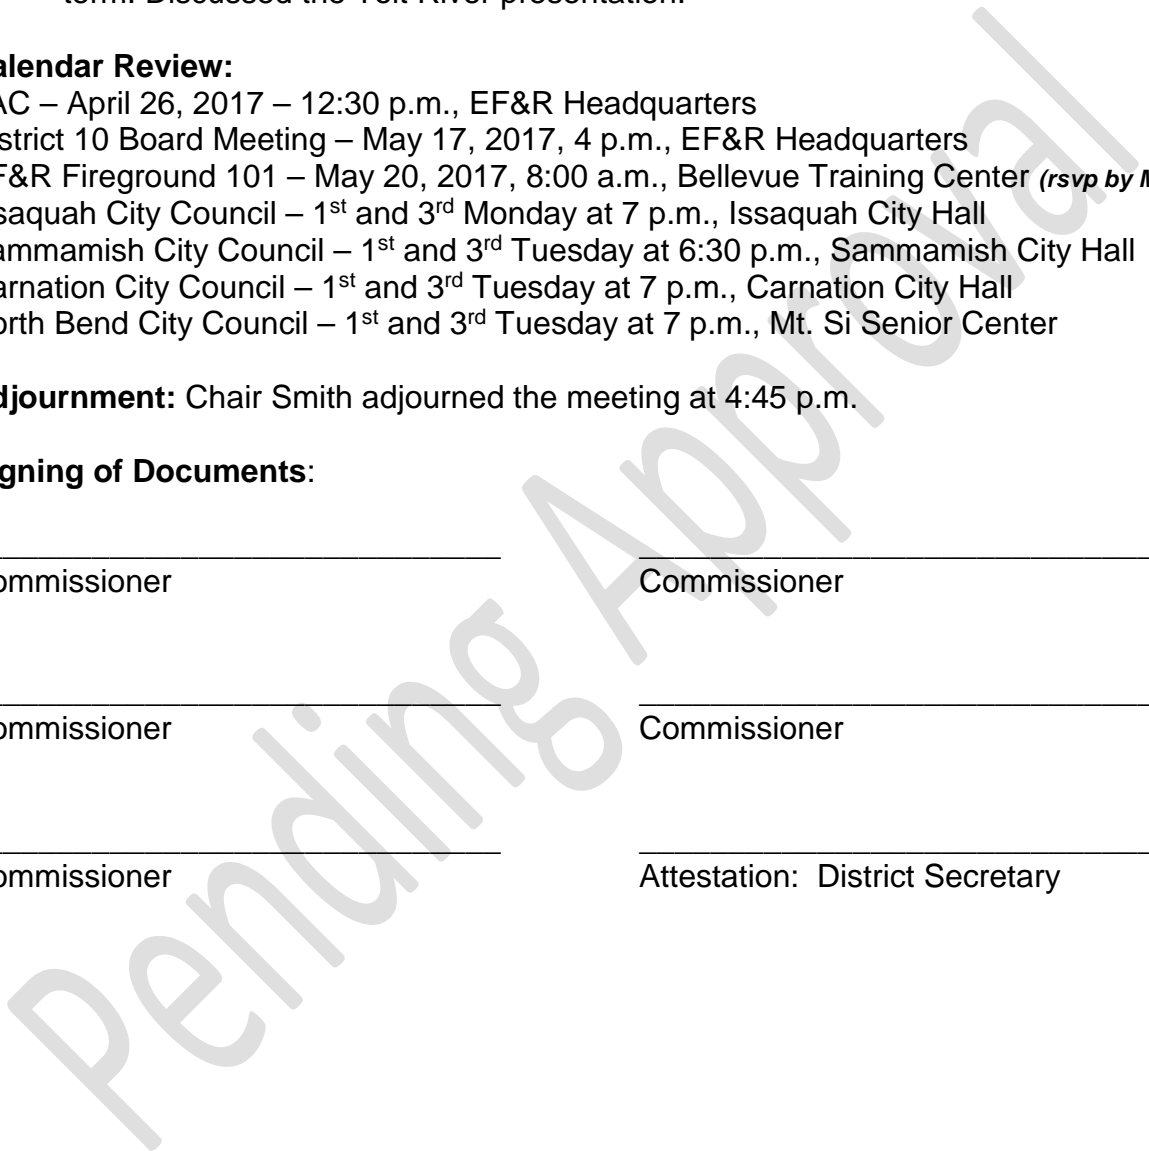 term. Discussed the Tolt River presentation.
alendar Review:
AC – April 26, 2017 – 12:30 p.m., EF&R Headquarters
strict 10 Board Meeting – May 17, 2017, 4 p.m., EF&R Headquarters
F&R Fireground 101 – May 20, 2017, 8:00 a.m., Bellevue Training Center (rsvp by M
ssaquah City Council – 1st and 3rd Monday at 7 p.m., Issaquah City Hall
ammamish City Council – 1st and 3rd Tuesday at 6:30 p.m., Sammamish City Hall
arnation City Council – 1st and 3rd Tuesday at 7 p.m., Carnation City Hall
orth Bend City Council – 1st and 3rd Tuesday at 7 p.m., Mt. Si Senior Center
djournment: Chair Smith adjourned the meeting at 4:45 p.m.
gning of Documents:
ommissioner Commissioner
ommissioner Commissioner
ommissioner Attestation: District Secretary
Pending Approval